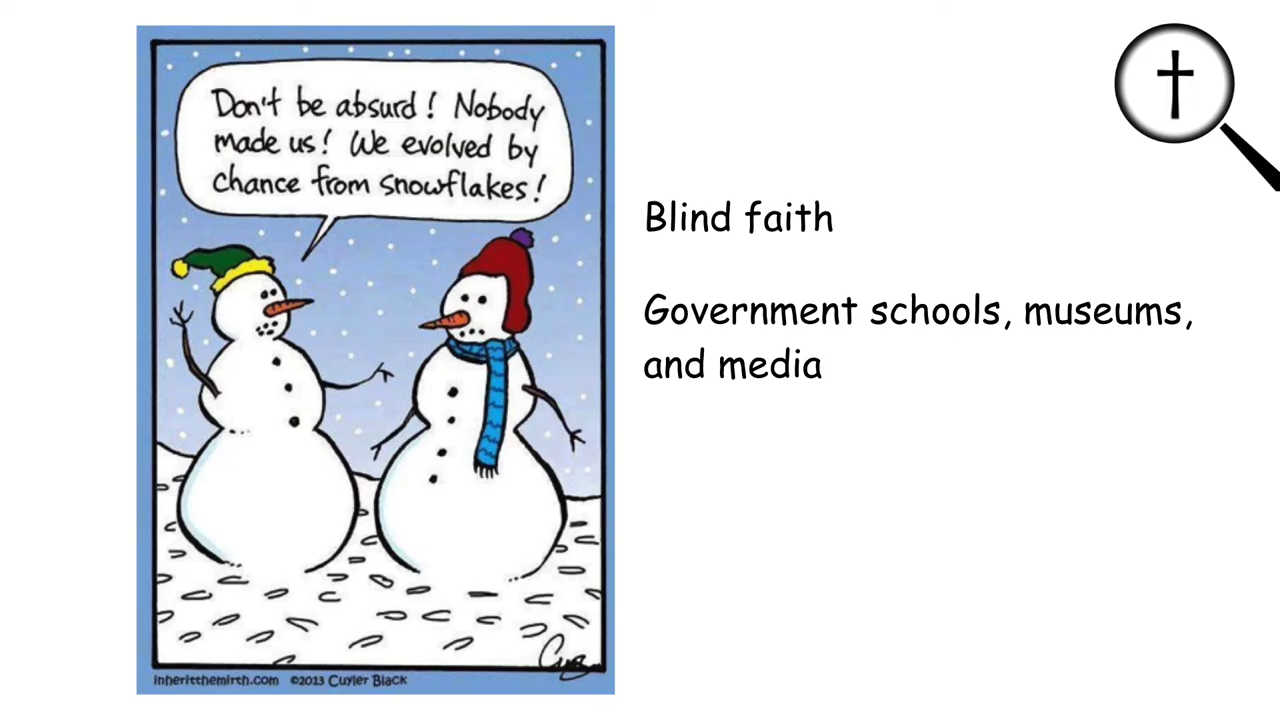 Don't be absurd! Nobody
made us! We evolved by
chance from snowflakes!
Blind faith
Government schools, museums,
and media
inheritthemirth.com ©2013 Cuyler Black